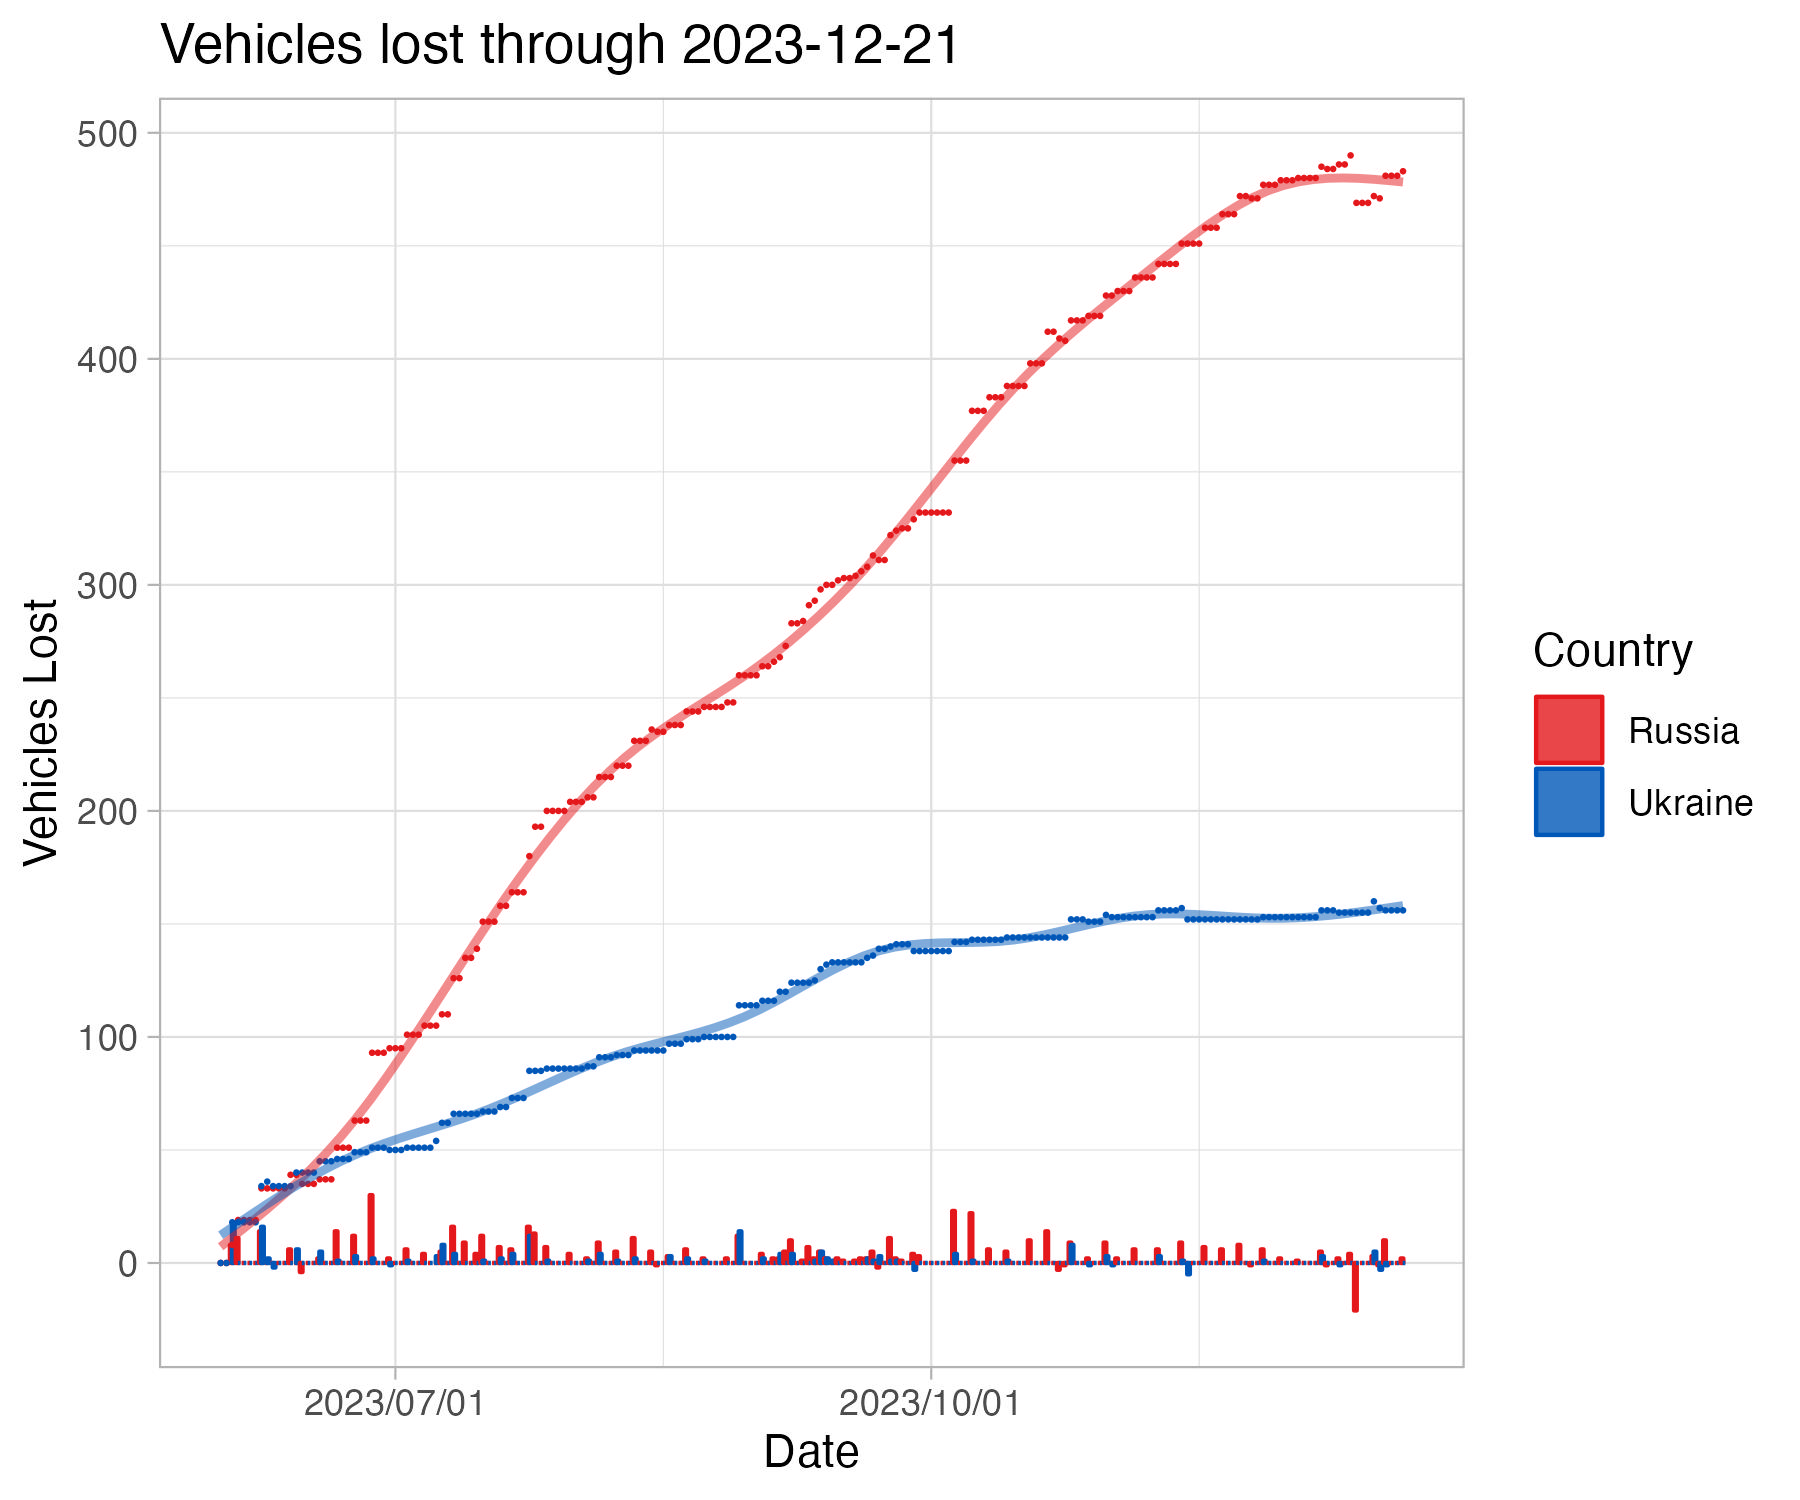 Vehicles lost through 2023-12-21
Vehicles Lost
500
400
300
200
100
0
2023/07/01
2023/10/01
Date
Country
Russia
Ukraine